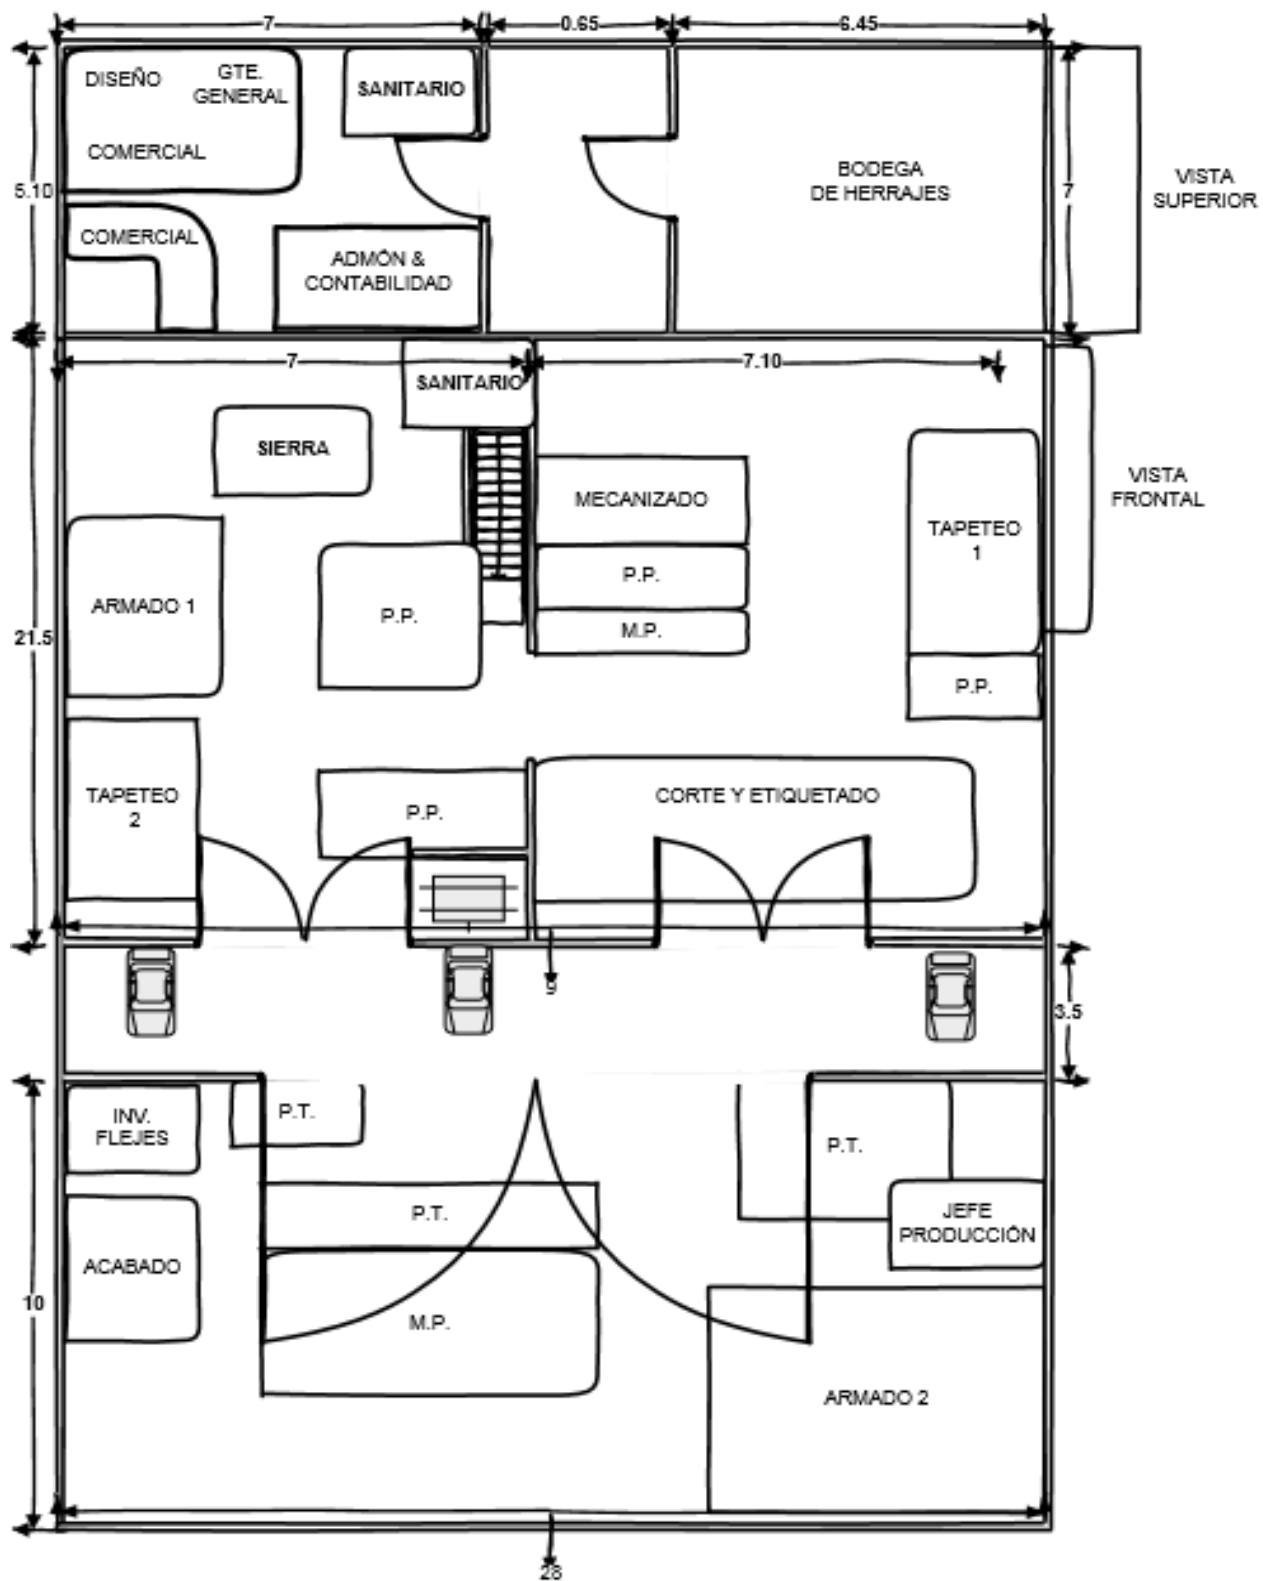 7
0.65
6.45
DISEÑO
GTE.
GENERAL
SANITARIO
COMERCIAL
5.10
BODEGA
DE HERRAJES
7
VISTA
SUPERIOR
COMERCIAL
ADMÓN &
CONTABILIDAD
7
7.10
SANITARIO
SIERRA
MECANIZADO
VISTA
FRONTAL
TAPETEO
1
P.P.
ARMADO 1
P.P.
M.P.
21.5
P.P.
TAPETEO
2
P.P.
CORTE Y ETIQUETADO
9
3.5
INV.
FLEJES
P.T.
P.T.
P.T.
JEFE
PRODUCCIÓN
ACABADO
10
M.P.
ARMADO 2
28